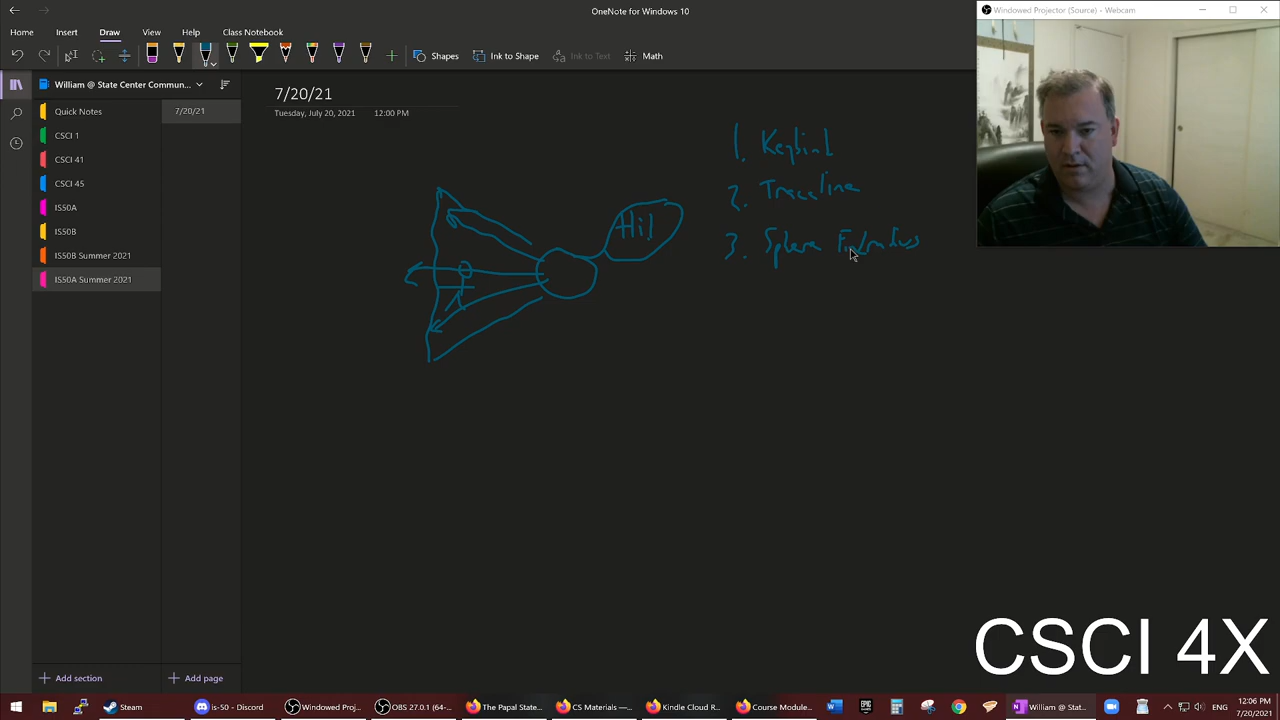 OneNote for Windows 10
Windowed Projector (Source) - Webcam
Home Insert Draw View Help Class Notebook
Shapes Ink to Shape Ink to Text Math
William @ State Center Commun...
Quick Notes
CSCI 1
CSCI 41
CSCI 45
IS50A
IS50B
IS50B Summer 2021
IS50A Summer 2021
7/20/21
7/20/21
Tuesday, July 20, 2021 12:00 PM
Hi!
1. Keybind
2. Traceline
3. Sphere
Add section
Add page
CSCI 4X
Steam
is-50 - Discord
Windowed Proj...
OBS 27.0.1 (64-...
The Papal State...
CS Materials —...
Kindle Cloud R...
Course Module...
William @ Stat...
12:06 PM
7/20/2021